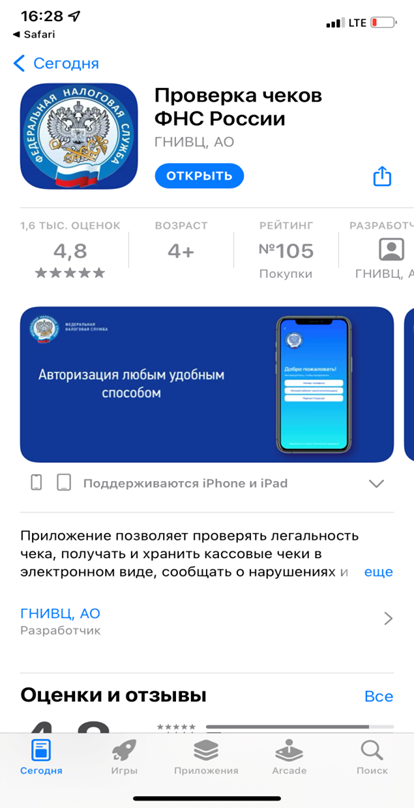 16:28
LTE
Safari
Сегодня
ФЕДЕРАЛЬНАЯ НАЛОГОВАЯ СЛУЖБА
Проверка чеков
ФНС России
ГНИВЦ, АО
ОТКРЫТЬ
1,6 ТЫС. ОЦЕНОК
4,8
ВОЗРАСТ
4+
РЕЙТИНГ
№105
Покупки
РАЗРАБОТЧ
ГНИВЦ, А
ФЕДЕРАЛЬНАЯ
НАЛОГОВАЯ СЛУЖБА
Авторизация любым удобным
способом
Добро пожаловать!
Поддерживаются iPhone и iPad
Приложение позволяет проверять легальность
чека, получать и хранить кассовые чеки в
электронном виде, сообщать о нарушениях и
еще
ГНИВЦ, АО
Разработчик
Оценки и отзывы
Все
4,8
Сегодня
Игры
Приложения
Arcade
Поиск